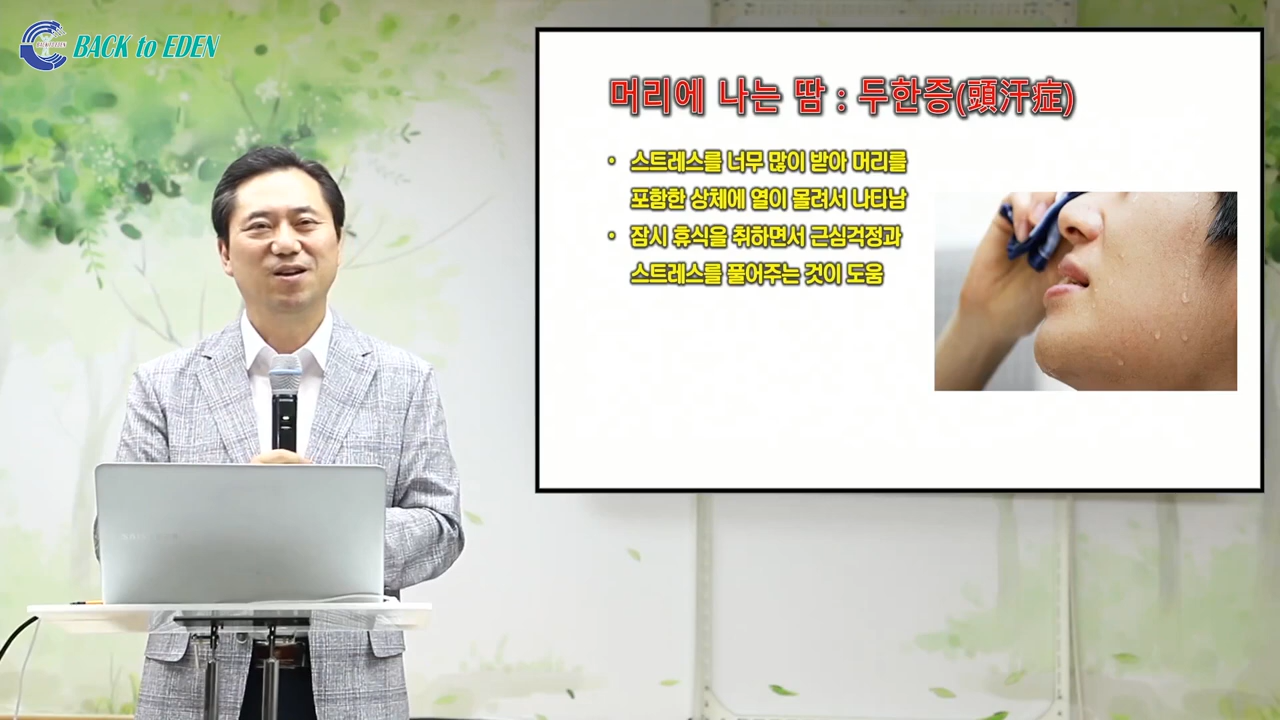 BACK to EDEN
머리에 나는 땀 : 두한증(頭汗症)
• 스트레스를 너무 많이 받아 머리를
포함한 상체에 열이 몰려서 나타남
• 잠시 휴식을 취하면서 근심걱정과
스트레스를 풀어주는 것이 도움